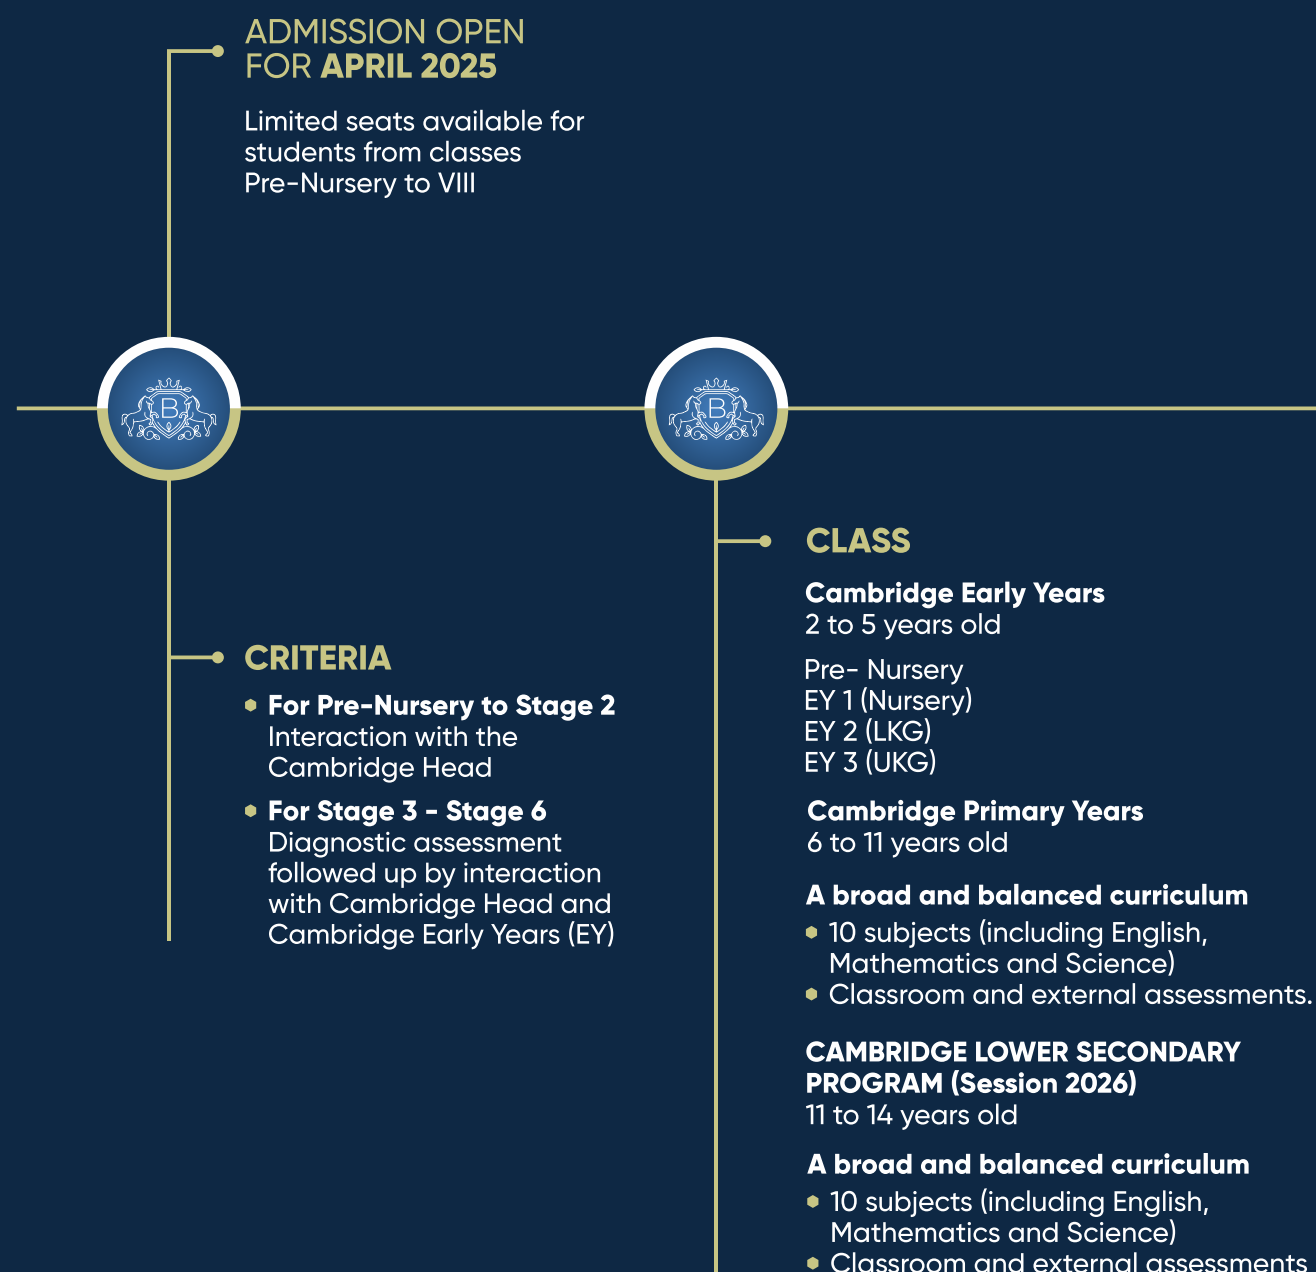 ADMISSION OPEN
FOR APRIL 2025
Limited seats available for
students from classes
Pre-Nursery to VIII
B
B
CRITERIA
For Pre-Nursery to Stage 2
Interaction with the
Cambridge Head
For Stage 3 - Stage 6
Diagnostic assessment
followed up by interaction
with Cambridge Head and
Cambridge Early Years (EY)
CLASS
Cambridge Early Years
2 to 5 years old
Pre- Nursery
EY 1 (Nursery)
EY 2 (LKG)
EY 3 (UKG)
Cambridge Primary Years
6 to 11 years old
A broad and balanced curriculum
10 subjects (including English,
Mathematics and Science)
Classroom and external assessments.
CAMBRIDGE LOWER SECONDARY
PROGRAM (Session 2026)
11 to 14 years old
A broad and balanced curriculum
10 subjects (including English,
Mathematics and Science)
Classroom and external assessments